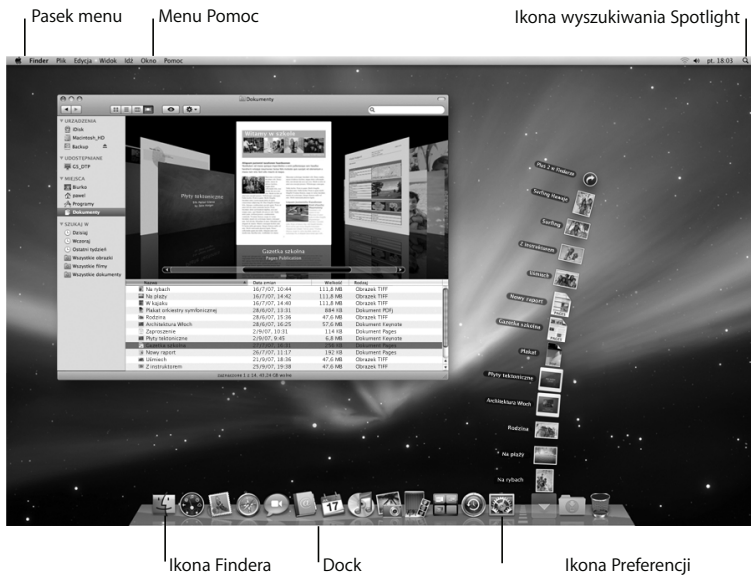 Pasek menu
Menu Pomoc
Ikona wyszukiwania Spotlight
Finder Plik Edycja Widok Idź Okno Pomoc
pt. 18:03
Dokumenty
URZĄDZENIA
iDisk
Macintosh_HD
Backup
UDOSTĘPNIANE
G5_DTP
MIEJSCA
Biurko
pawel
Programy
Dokumenty
SZUKAJ W
Dzisiaj
Wczoraj
Ostatni tydzień
Wszystkie obrazki
Wszystkie filmy
Wszystkie dokumenty
Witamy w szkole
Płyty tektoniczne
Gazetka szkolna
Pages Publication
Nazwa Data zmian Wielkość Rodzaj
Na rybach 16/7/07, 10:44 111,8 MB Obrazek TIFF
Na plaży 16/7/07, 14:42 111,8 MB Obrazek TIFF
W kajaku 16/7/07, 14:40 111,8 MB Obrazek TIFF
Plakat orkiestry symfonicznej 28/6/07, 13:31 884 KB Dokument PDFj
Rodzina 28/6/07, 15:36 47,6 MB Obrazek TIFF
Architektura Włoch 28/6/07, 16:25 57,6 MB Dokument Keynote
Zaproszenie 2/9/07, 10:31 114 KB Dokument Pages
Płyty tektoniczne 2/9/07, 9:45 6,8 MB Dokument Keynote
Gazetka szkolna Dokument Pages
Nowy raport 26/7/07, 11:17 192 KB Dokument Pages
Uśmiech 21/9/07, 18:36 47,6 MB Obrazek TIFF
Z instruktorem 23/9/07, 19:38 47,6 MB Obrazek TIFF
Plus 2 w Finderze
Surfing
Surfing
Z instruktorem
Uśmiech
Nowy raport
Gazetka szkolna
Plakat
Płyty tektoniczne
Architektura Włoch
Rodzina
Na plaży
Na rybach
17
Ikona Findera
Dock
Ikona Preferencji